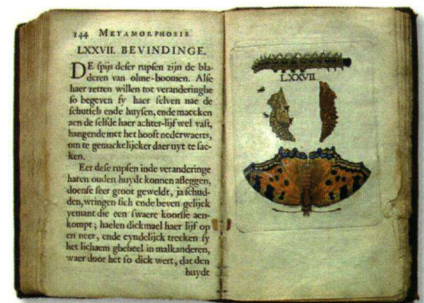 144 METAMORPHOSIS
LXXVII. BEVINDINGE.
DE spijs deser rupsen zijn de bla-
deren van olme-boomen. Alse
haer zetten willen tot veranderinghe
so begeven sy haer selven nae de
schutsels ende huysen, ende maecken
aen de selfde haer achter-lijf wel vast,
hangende met het hooft nederwaerts,
om te gemackelijcker daer uyt te sac-
ken.
Eer dese rupsen inde veranderinge
haren ouden huydt konnen afleggen,
doense seer groot geweldt, ja schud-
den, wringen sich ende beven gelijck
yemant die een swaere koortse aen-
kompt; haelen dickmael haer lijf op
en neer, ende eyndelijck trecken sy
het lichaem gheheel in malkanderen,
waer door het so dick wert, dat den
huydt
LXXVII